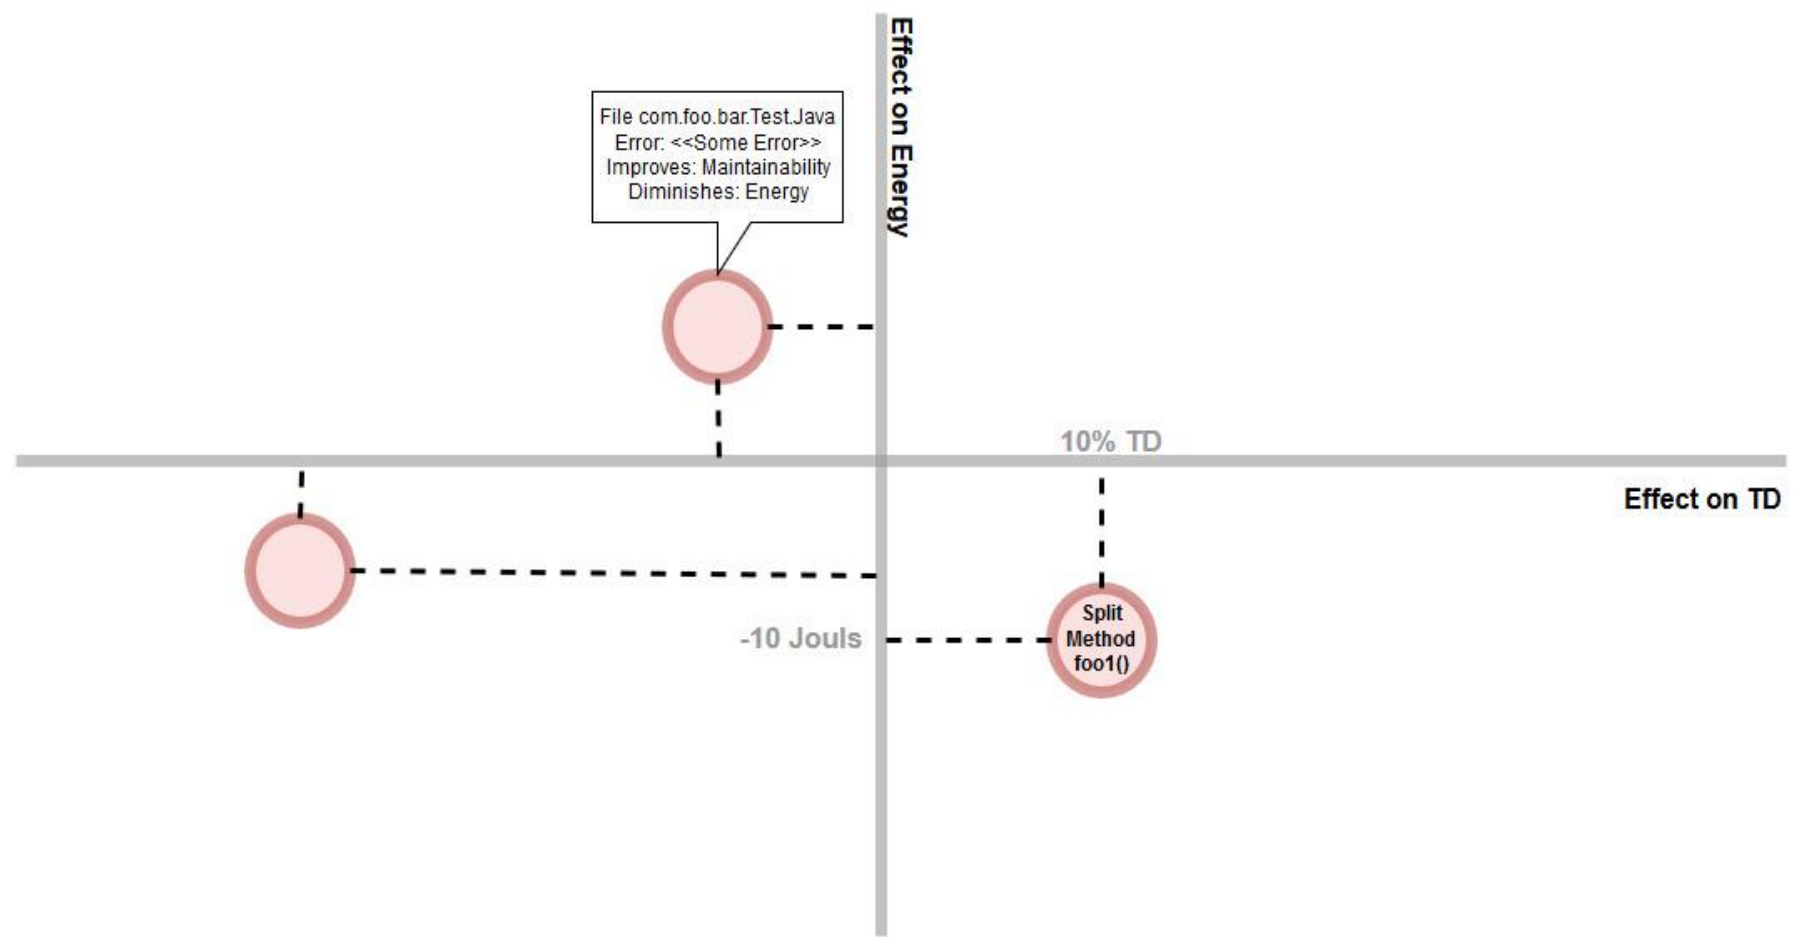 Effect on Energy
File com.foo.bar.Test.Java
Error: <<Some Error>>
Improves: Maintainability
Diminishes: Energy
10% TD
Effect on TD
-10 Jouls
Split
Method
foo1()